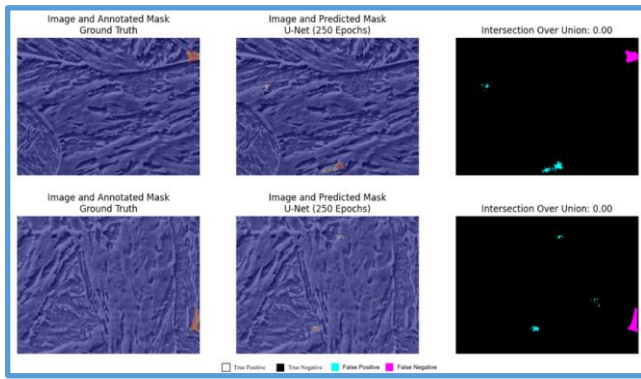 Image and Annotated Mask
Ground Truth
Image and Predicted Mask
U-Net (250 Epochs)
Intersection Over Union: 0.00
Image and Annotated Mask
Ground Truth
Image and Predicted Mask
U-Net (250 Epochs)
Intersection Over Union: 0.00
True Positive True Negative False Positive False Negative